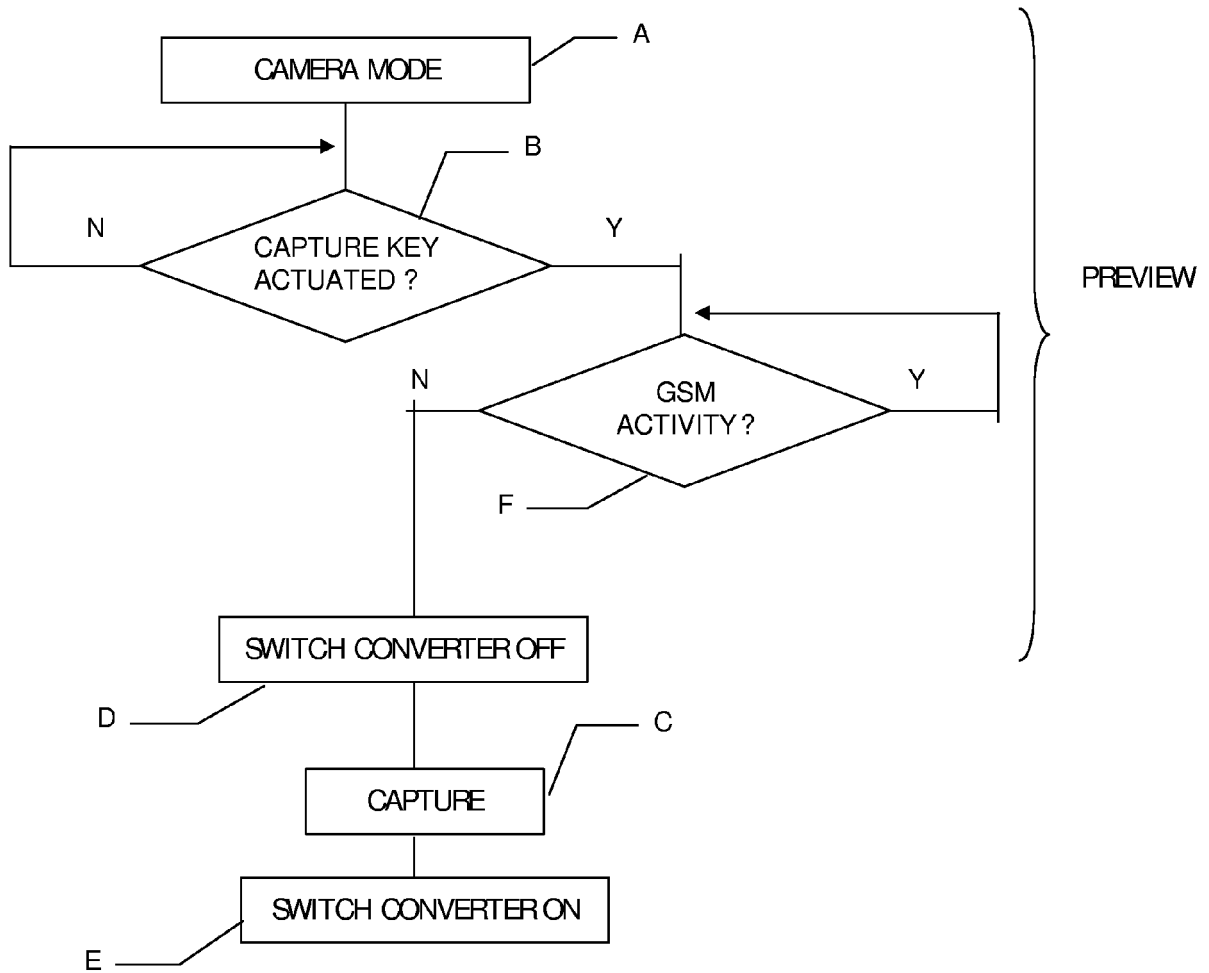 A
CAMERA MODE
B
N
Y
CAPTURE KEY
ACTUATED ?
PREVIEW
N
GSM
ACTIVITY ?
Y
F
SWITCH CONVERTER OFF
D
C
CAPTURE
SWITCH CONVERTER ON
E